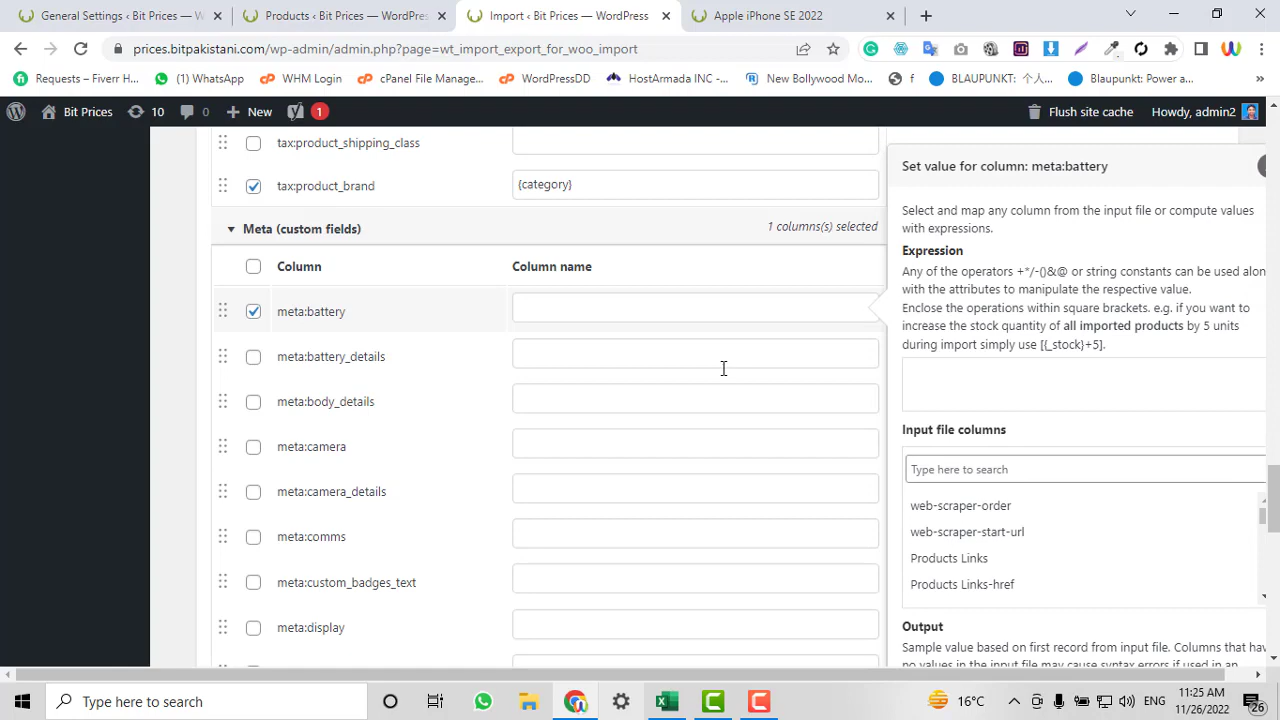 General Settings ‹ Bit Prices — W
Products ‹ Bit Prices — WordPres
Import ‹ Bit Prices — WordPress
Apple iPhone SE 2022
prices.bitpakistani.com/wp-admin/admin.php?page=wt_import_export_for_woo_import
Requests – Fiverr H...
(1) WhatsApp
WHM Login
cPanel File Manage...
WordPressDD
HostArmada INC -...
New Bollywood Mo...
f
BLAUPUNKT: 个人...
Blaupunkt: Power a...
»
Bit Prices
10
0
New
1
Flush site cache
Howdy, admin2
tax:product_shipping_class
tax:product_brand
{category}
Meta (custom fields)
1 columns(s) selected
Column
Column name
meta:battery
meta:battery_details
meta:body_details
meta:camera
meta:camera_details
meta:comms
meta:custom_badges_text
meta:display
Set value for column: meta:battery
Select and map any column from the input file or compute values
with expressions.
Expression
Any of the operators +*/-()&@ or string constants can be used alon
with the attributes to manipulate the respective value.
Enclose the operations within square brackets. e.g. if you want to
increase the stock quantity of all imported products by 5 units
during import simply use [{_stock}+5].
Input file columns
Type here to search
web-scraper-order
web-scraper-start-url
Products Links
Products Links-href
Output
Sample value based on first record from input file. Columns that hav
no values in the input file may cause syntax errors if used in an
Type here to search
16°C
ENG
11:25 AM
11/26/2022
26